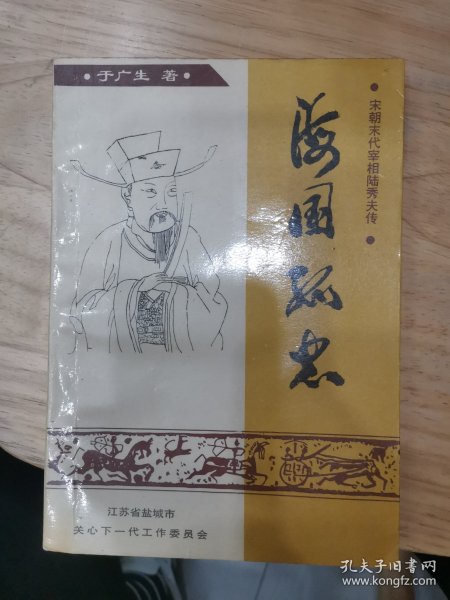 •于广生 著•
•宋朝末代宰相陆秀夫传•
海国孤忠
江苏省盐城市
关心下一代工作委员会
孔夫子旧书网
www.kongfz.com